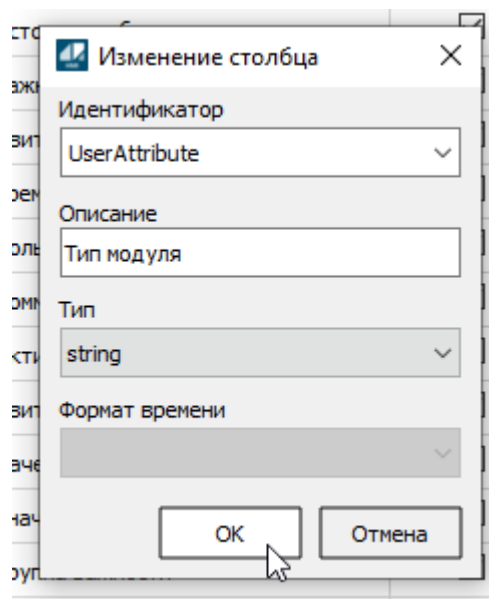 Изменение столбца
Идентификатор
UserAttribute
Описание
Тип модуля
Тип
string
Формат времени
OK
Отмена